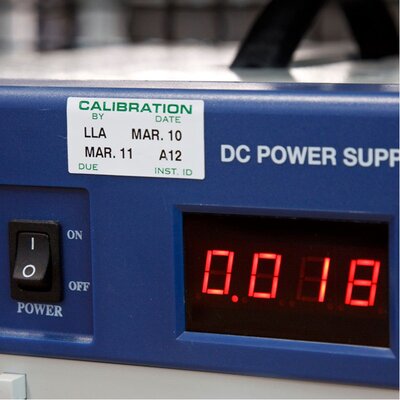 CALIBRATION
BY DATE
LLA MAR. 10
MAR. 11 A12
DUE INST. ID
DC POWER SUPP
I ON
O OFF
POWER
0.018